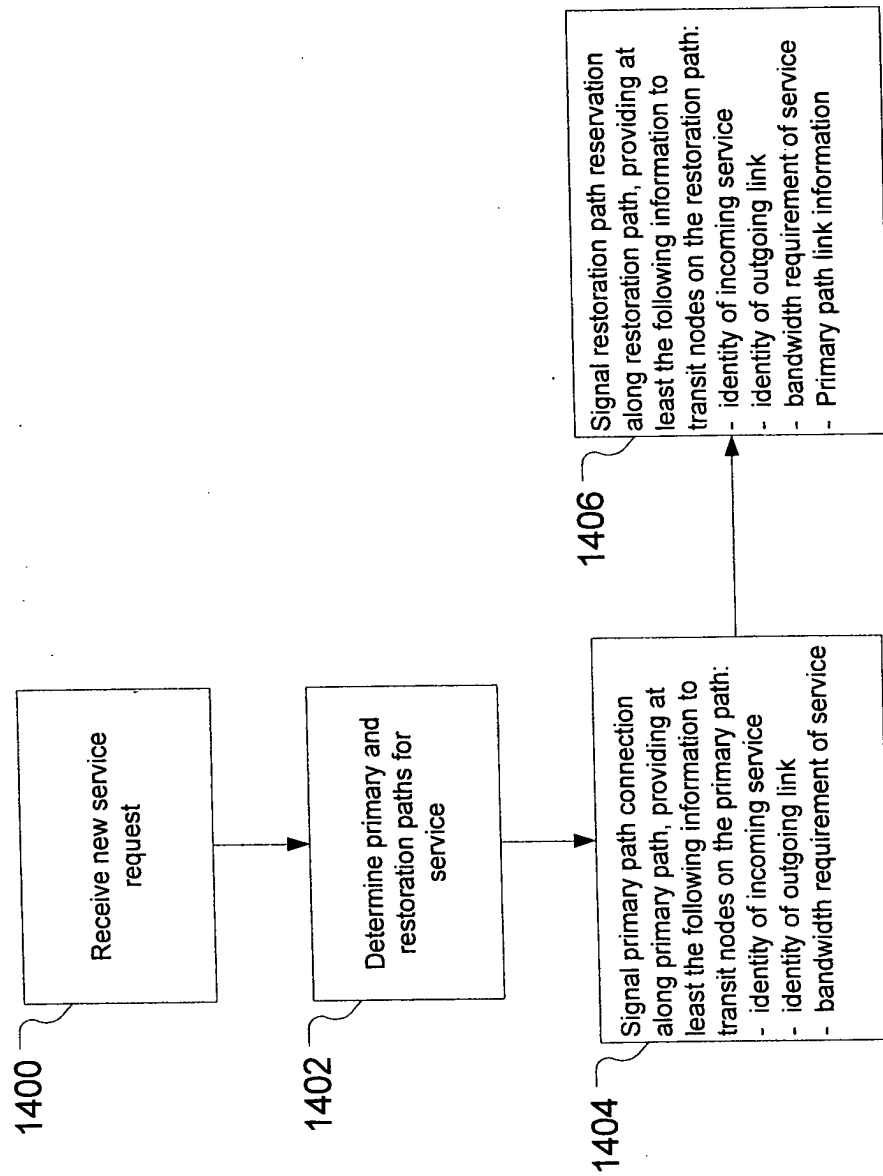 1400
Receive new service
request
1402
Determine primary and
restoration paths for
service
1404
Signal primary path connection
along primary path, providing at
least the following information to
transit nodes on the primary path:
- identity of incoming service
- identity of outgoing link
- bandwidth requirement of service
1406
Signal restoration path reservation
along restoration path, providing at
least the following information to
transit nodes on the restoration path:
- identity of incoming service
- identity of outgoing link
- bandwidth requirement of service
- Primary path link information